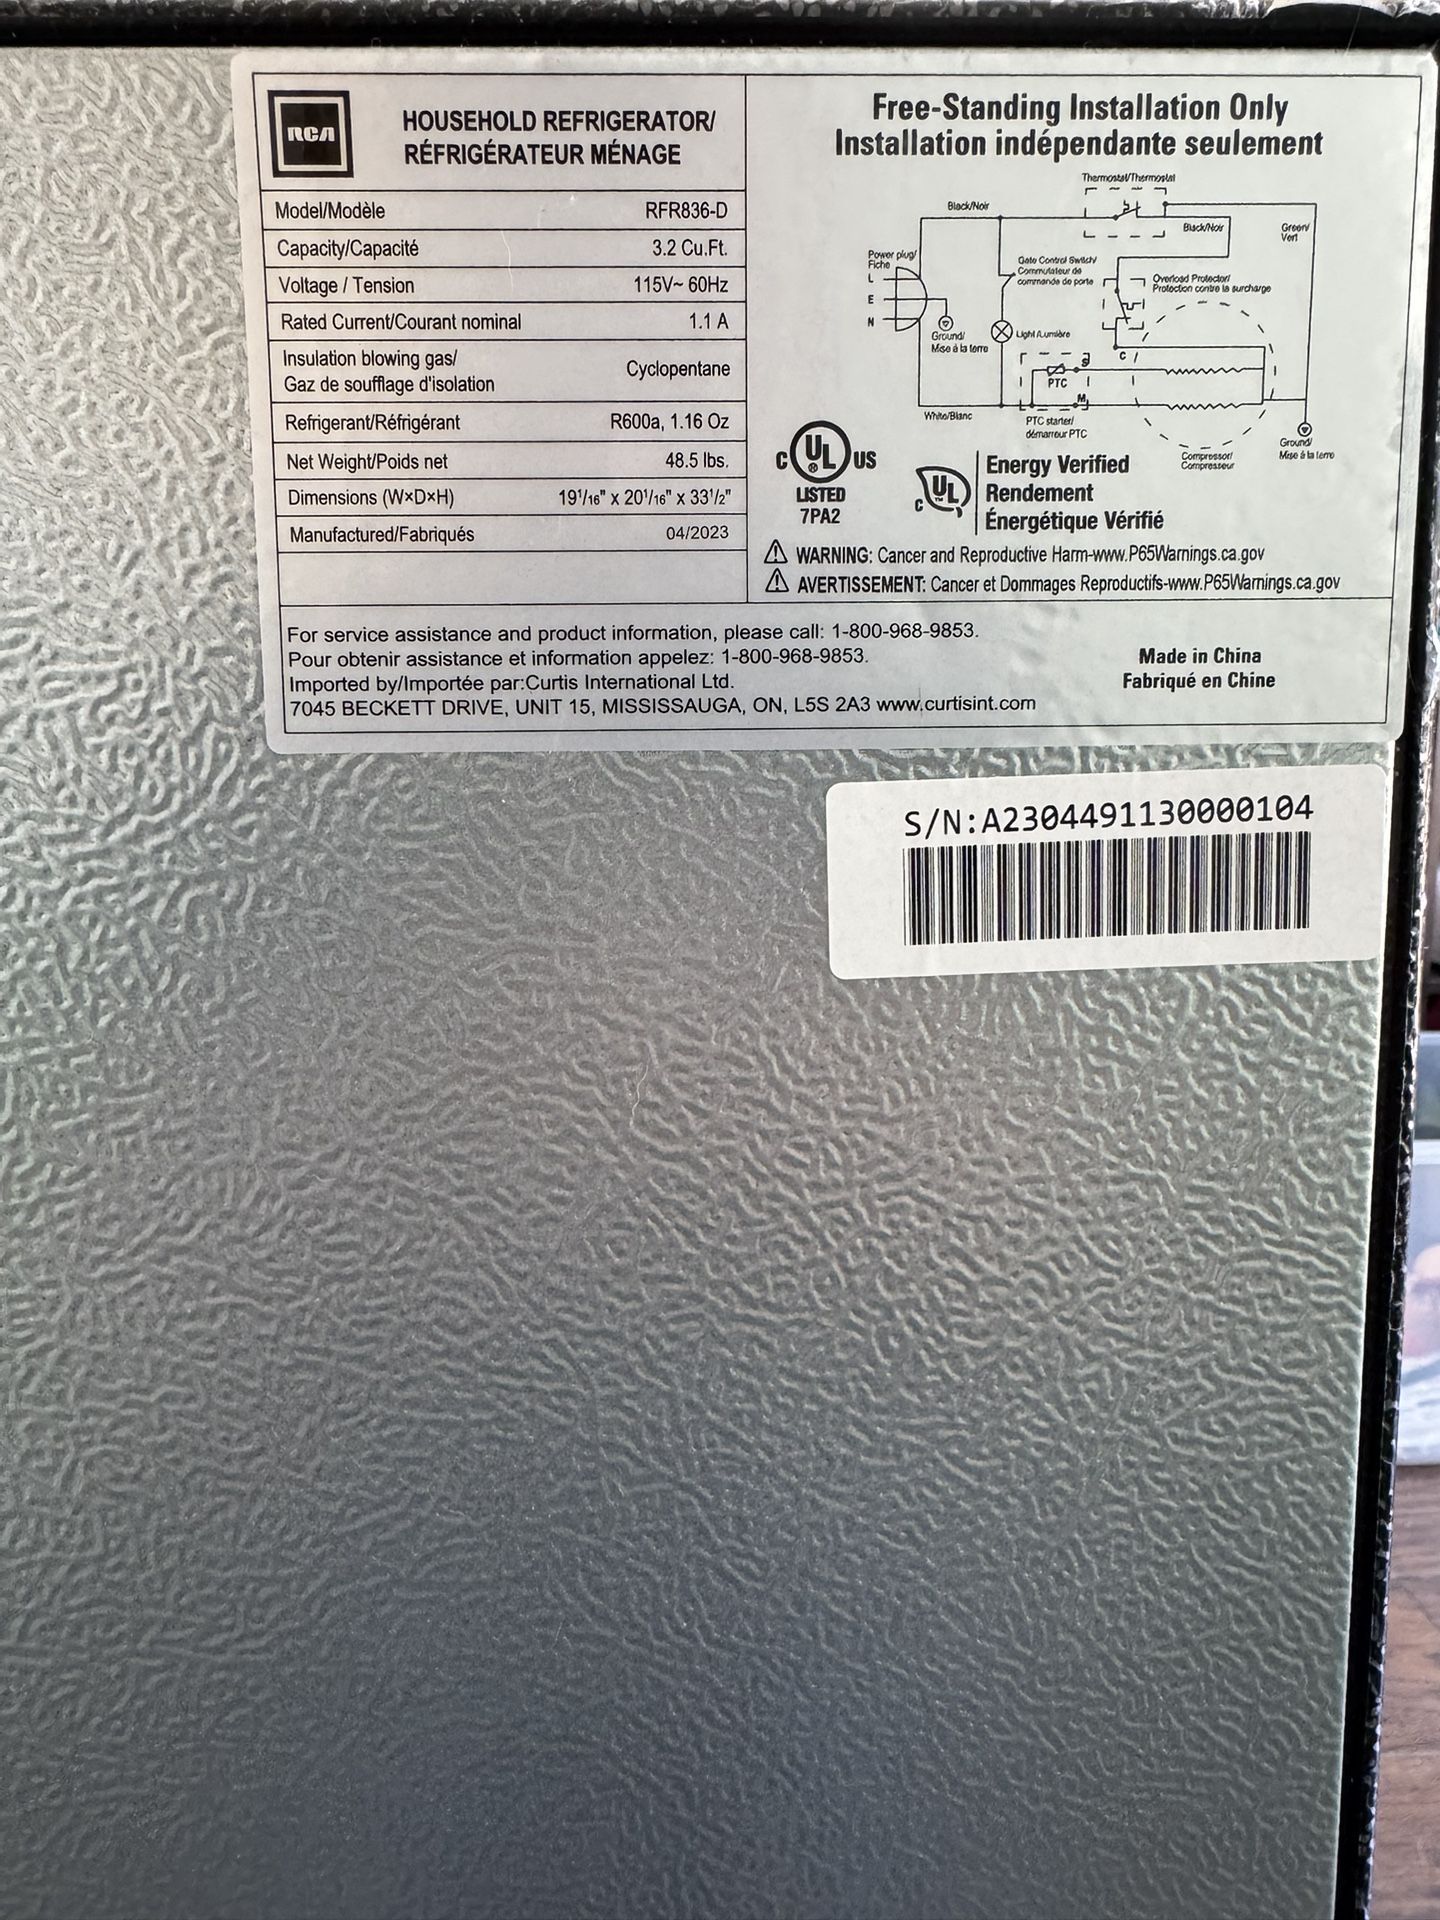 RCA
HOUSEHOLD REFRIGERATOR/
RÉFRIGÉRATEUR MÉNAGE
Model/Modèle RFR836-D
Capacity/Capacité 3.2 Cu.Ft.
Voltage / Tension 115V~ 60Hz
Rated Current/Courant nominal 1.1 A
Insulation blowing gas/
Gaz de soufflage d'isolation Cyclopentane
Refrigerant/Réfrigérant R600a, 1.16 Oz
Net Weight/Poids net 48.5 lbs.
Dimensions (W×D×H) 19¹/₁₆" x 20¹/₁₆" x 33¹/₂"
Manufactured/Fabriqués 04/2023
Free-Standing Installation Only
Installation indépendante seulement
Thermostat/Thermostat
Black/Noir
Black/Noir
Green/
Vert
Power plug/
Fiche
L
E
N
Gate Control Switch/
Commutateur de
commande de porte
Overload Protector/
Protection contre la surcharge
Ground/
Mise à la terre
Light/Lumière
C
S
PTC
M
White/Blanc
PTC starter/
démarreur PTC
Compressor/
Compresseur
Ground/
Mise à la terre
C UL ® US
LISTED
7PA2
C UL ™
Energy Verified
Rendement
Énergétique Vérifié
⚠ WARNING: Cancer and Reproductive Harm-www.P65Warnings.ca.gov
⚠ AVERTISSEMENT: Cancer et Dommages Reproductifs-www.P65Warnings.ca.gov
For service assistance and product information, please call: 1-800-968-9853.
Pour obtenir assistance et information appelez: 1-800-968-9853.
Imported by/Importée par:Curtis International Ltd.
7045 BECKETT DRIVE, UNIT 15, MISSISSAUGA, ON, L5S 2A3 www.curtisint.com
Made in China
Fabriqué en Chine
S/N:A2304491130000104